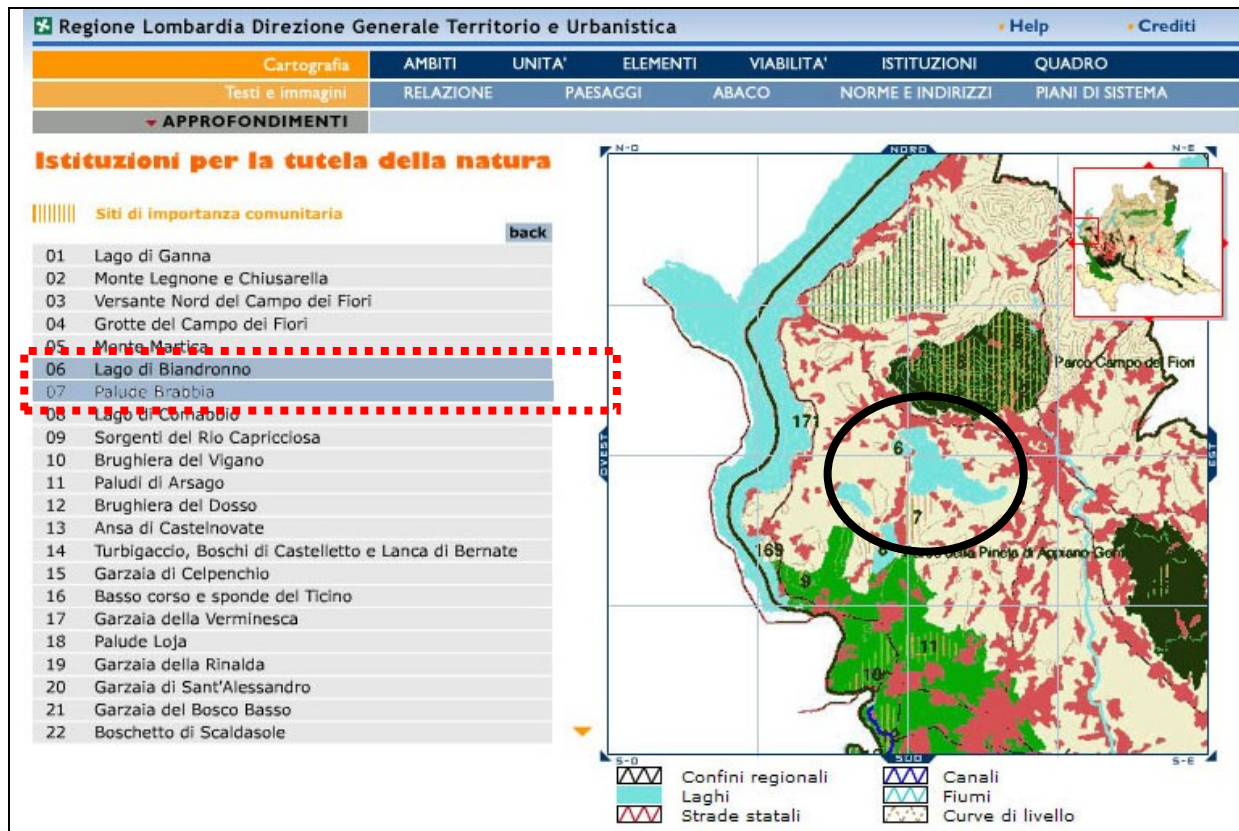 Regione Lombardia Direzione Generale Territorio e Urbanistica
Help
Crediti
Cartografia
AMBITI
UNITA'
ELEMENTI
VIABILITA'
ISTITUZIONI
QUADRO
Testi e immagini
RELAZIONE
PAESAGGI
ABACO
NORME E INDIRIZZI
PIANI DI SISTEMA
APPROFONDIMENTI
Istituzioni per la tutela della natura
Siti di importanza comunitaria
back
01 Lago di Ganna
02 Monte Legnone e Chiusarella
03 Versante Nord del Campo dei Fiori
04 Grotte del Campo dei Fiori
05 Monte Martica
06 Lago di Biandronno
07 Palude Brabbia
08 Lago di Comabbio
09 Sorgenti del Rio Capricciosa
10 Brughiera del Vigano
11 Paludi di Arsago
12 Brughiera del Dosso
13 Ansa di Castelnovate
14 Turbigaccio, Boschi di Castelletto e Lanca di Bernate
15 Garzaia di Celpenchio
16 Basso corso e sponde del Ticino
17 Garzaia della Verminesca
18 Palude Loja
19 Garzaia della Rinalda
20 Garzaia di Sant'Alessandro
21 Garzaia del Bosco Basso
22 Boschetto di Scaldasole
N-O
NORD
N-E
Parco Campo dei Fiori
171
6
OVEST
EST
7
169
8
della Pineta di Appiano
9
11
10
S-O
SUD
S-E
Confini regionali
Laghi
Strade statali
Canali
Fiumi
Curve di livello